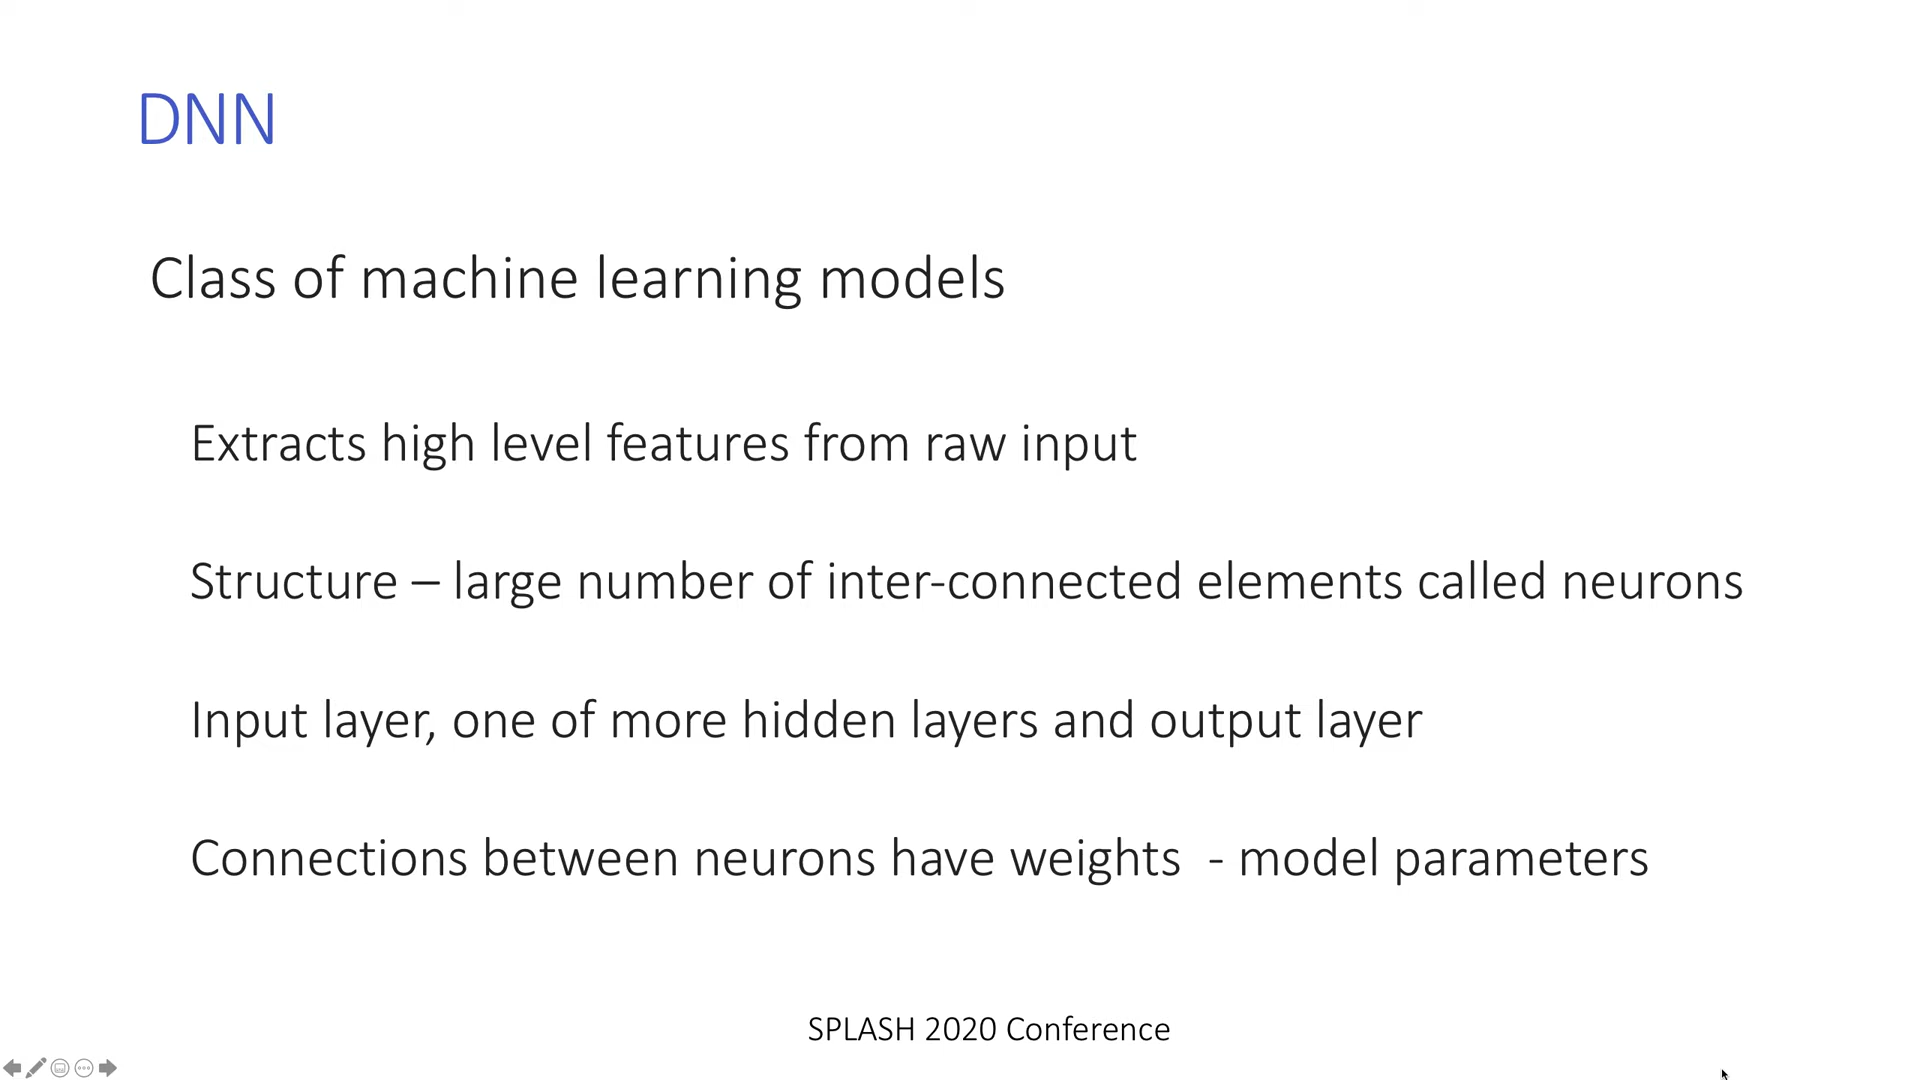 DNN
Class of machine learning models
Extracts high level features from raw input
Structure – large number of inter-connected elements called neurons
Input layer, one of more hidden layers and output layer
Connections between neurons have weights  - model parameters
SPLASH 2020 Conference